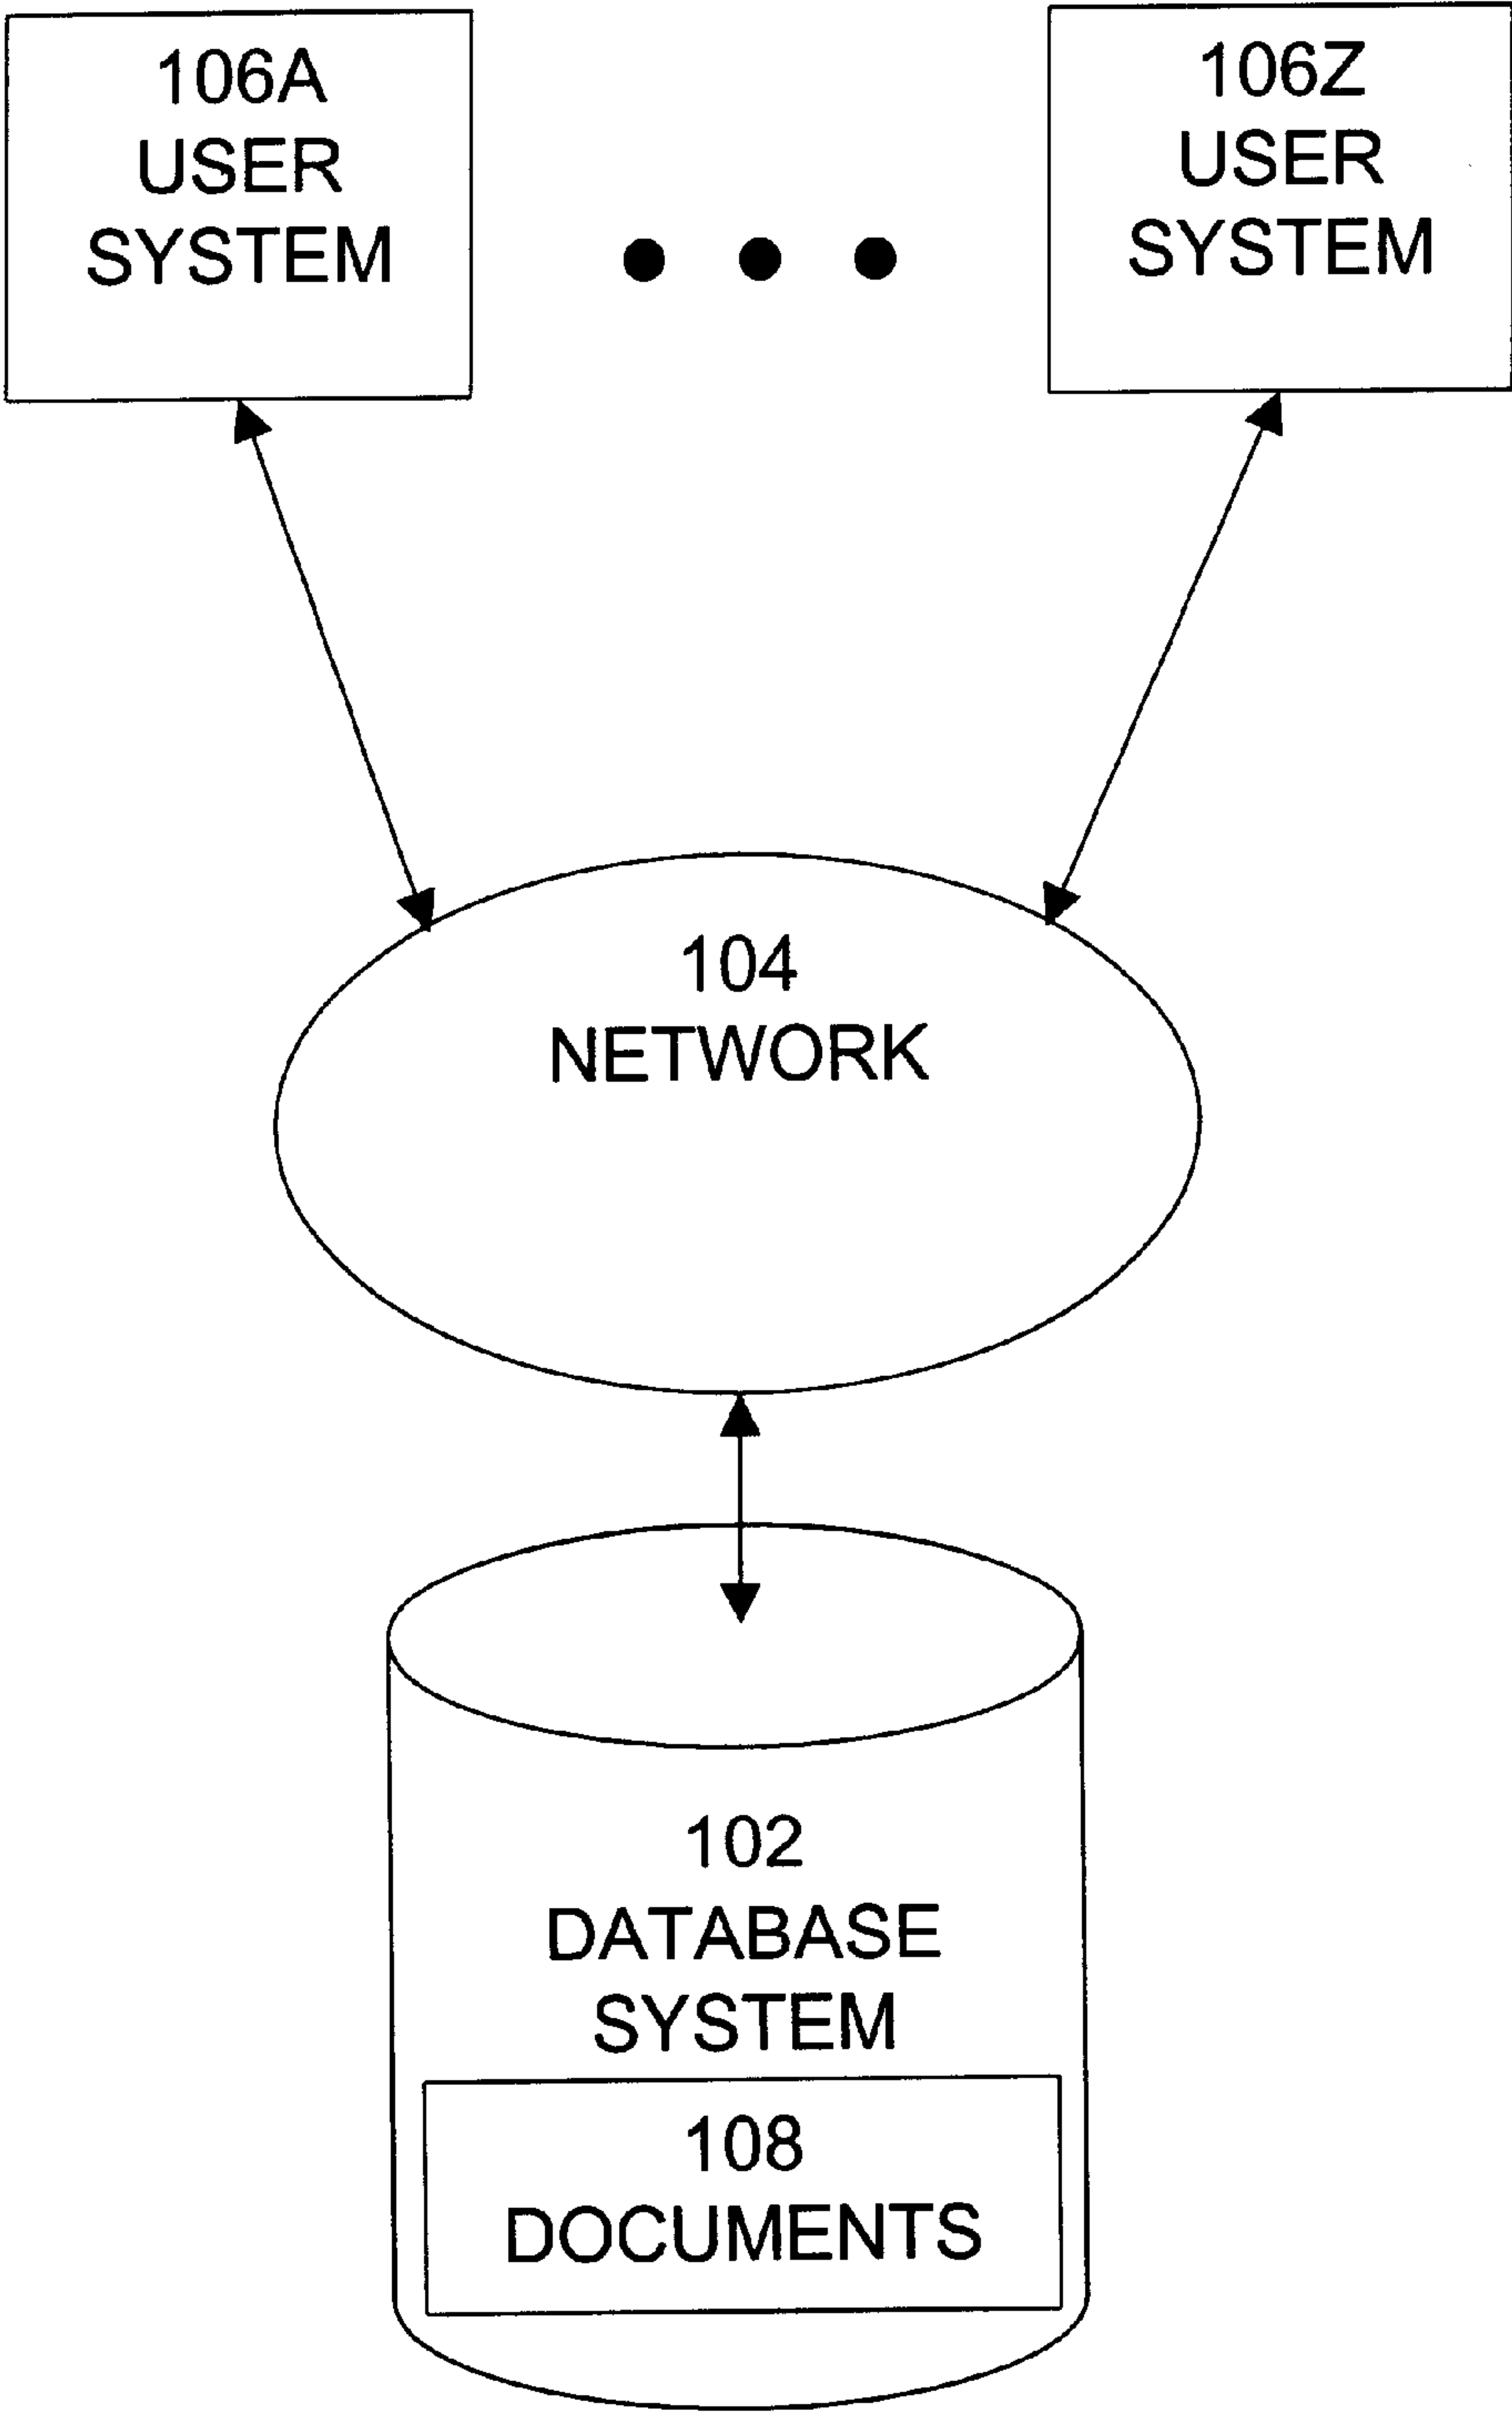 106A
USER
SYSTEM
106Z
USER
SYSTEM
104
NETWORK
102
DATABASE
SYSTEM
108
DOCUMENTS